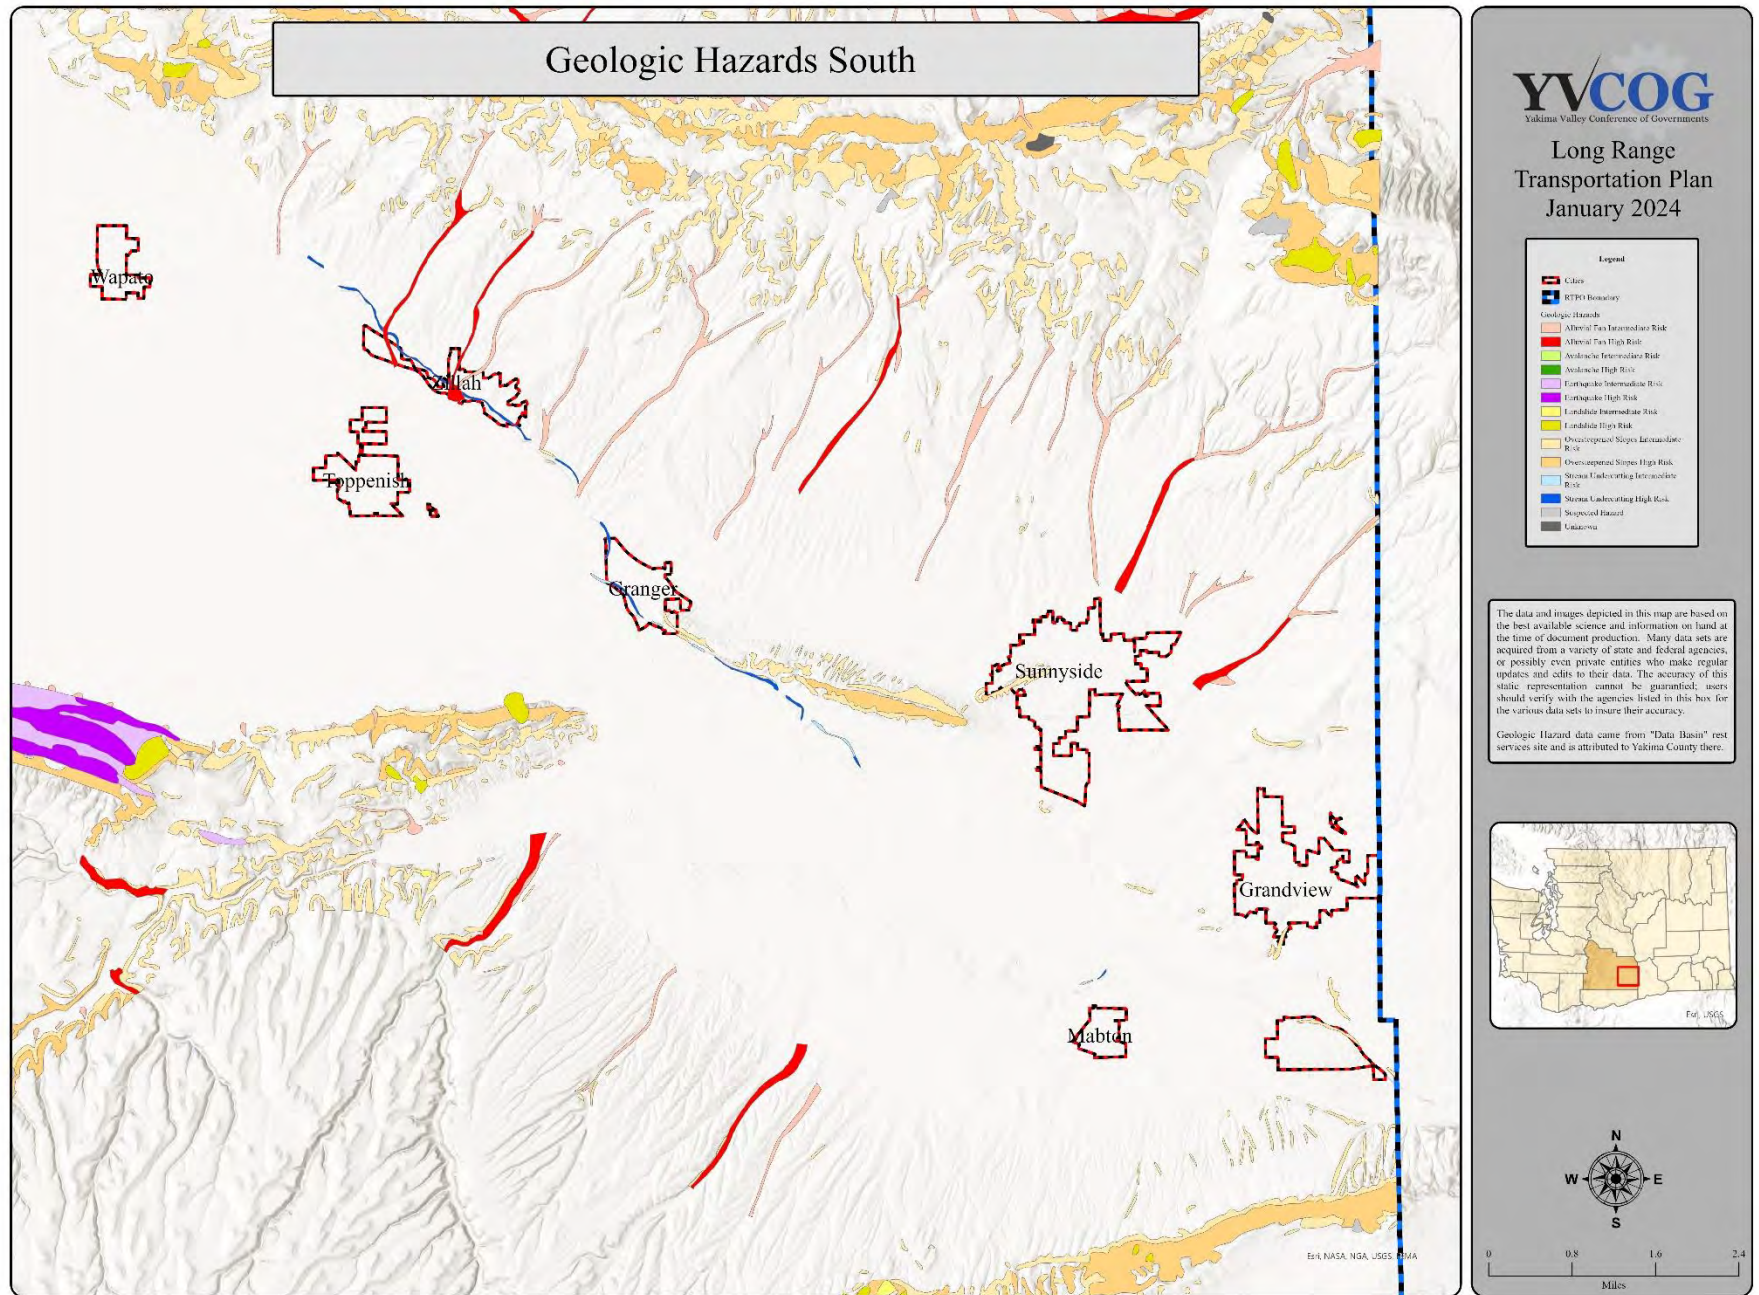 Geologic Hazards South
Wapato
Zillah
Toppenish
Granger
Sunnyside
Grandview
Mabton
Esri, NASA, NGA, USGS, FEMA
YVCOG
Yakima Valley Conference of Governments
Long Range
Transportation Plan
January 2024
Legend
Cities
RTPO Boundary
Geologic Hazards
Alluvial Fan Intermediate Risk
Alluvial Fan High Risk
Avalanche Intermediate Risk
Avalanche High Risk
Earthquake Intermediate Risk
Earthquake High Risk
Landslide Intermediate Risk
Landslide High Risk
Oversteepened Slopes Intermediate
Risk
Oversteepened Slopes High Risk
Stream Undercutting Intermediate
Risk
Stream Undercutting High Risk
Suspected Hazard
Unknown
The data and images depicted in this map are based on
the best available science and information on hand at
the time of document production. Many data sets are
acquired from a variety of state and federal agencies,
or possibly even private entities who make regular
updates and edits to their data. The accuracy of this
static representation cannot be guarantied; users
should verify with the agencies listed in this box for
the various data sets to insure their accuracy.
Geologic Hazard data came from "Data Basin" rest
services site and is attributed to Yakima County there.
Esri, USGS
N
W E
S
0 0.8 1.6 2.4
Miles